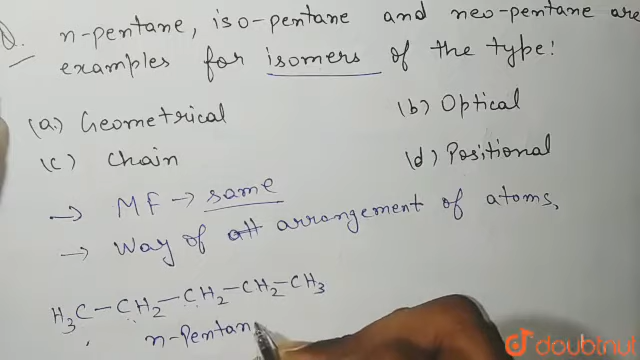 Q. n-pentane, iso-pentane and neo-pentane are
examples for isomers of the type:
(a.) Geometrical (b) Optical
(c) Chain (d) Positional
→ MF → same
→ Way of arrangement of atoms,
H3C-CH2-CH2-CH2-CH3
n-Pentan
doubtnut